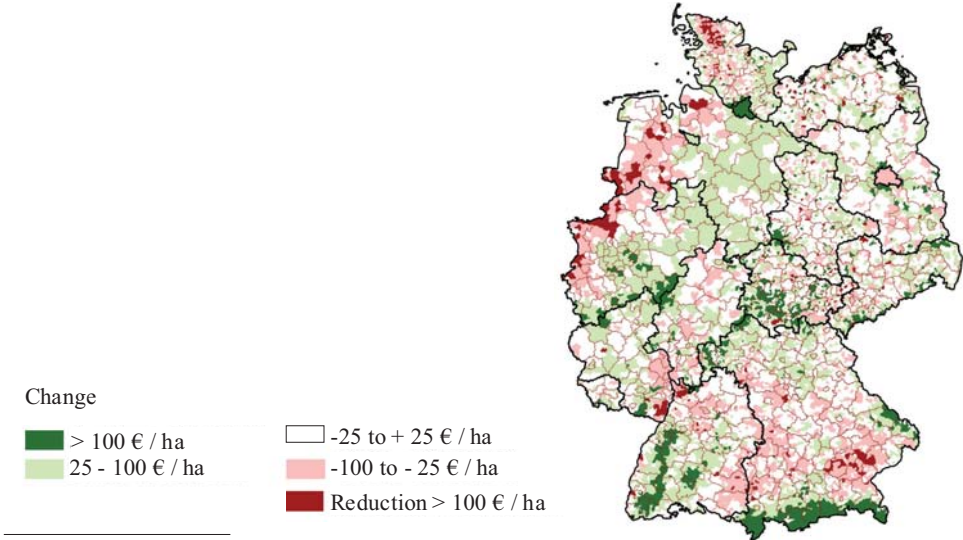 Change
> 100 € / ha
25 - 100 € / ha
-25 to + 25 € / ha
-100 to - 25 € / ha
Reduction > 100 € / ha